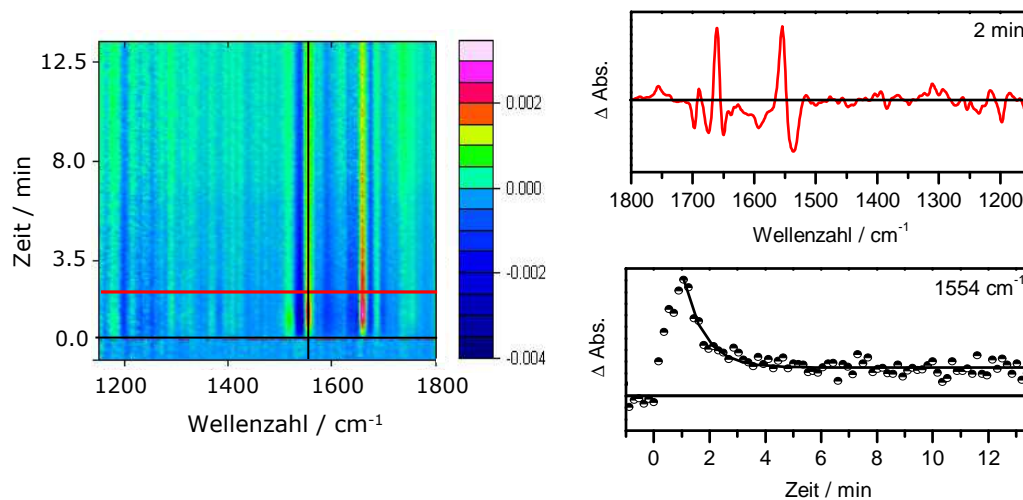 12.5
8.0
3.5
0.0
Zeit / min
1200 1400 1600 1800
Wellenzahl / cm-1
0.002
0.000
-0.002
-0.004
2 min
Δ Abs.
1800 1700 1600 1500 1400 1300 1200
Wellenzahl / cm-1
1554 cm-1
Δ Abs.
0 2 4 6 8 10 12
Zeit / min